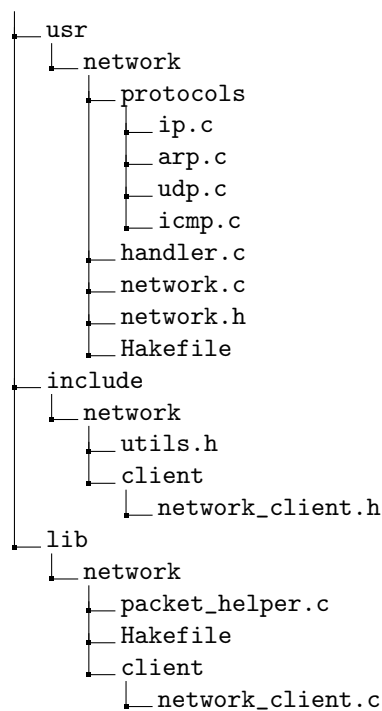 usr
network
protocols
ip.c
arp.c
udp.c
icmp.c
handler.c
network.c
network.h
Hakefile
include
network
utils.h
client
network_client.h
lib
network
packet_helper.c
Hakefile
client
network_client.c